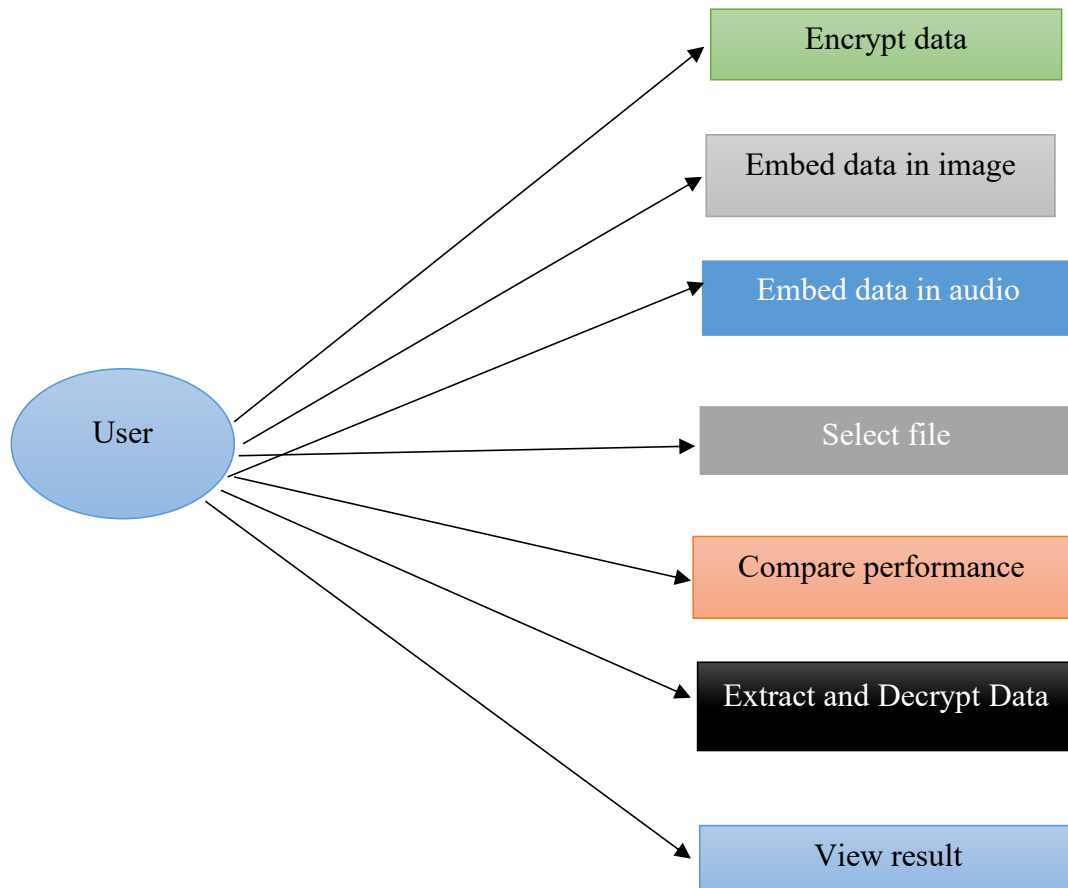 Encrypt data
Embed data in image
Embed data in audio
User
Select file
Compare performance
Extract and Decrypt Data
View result